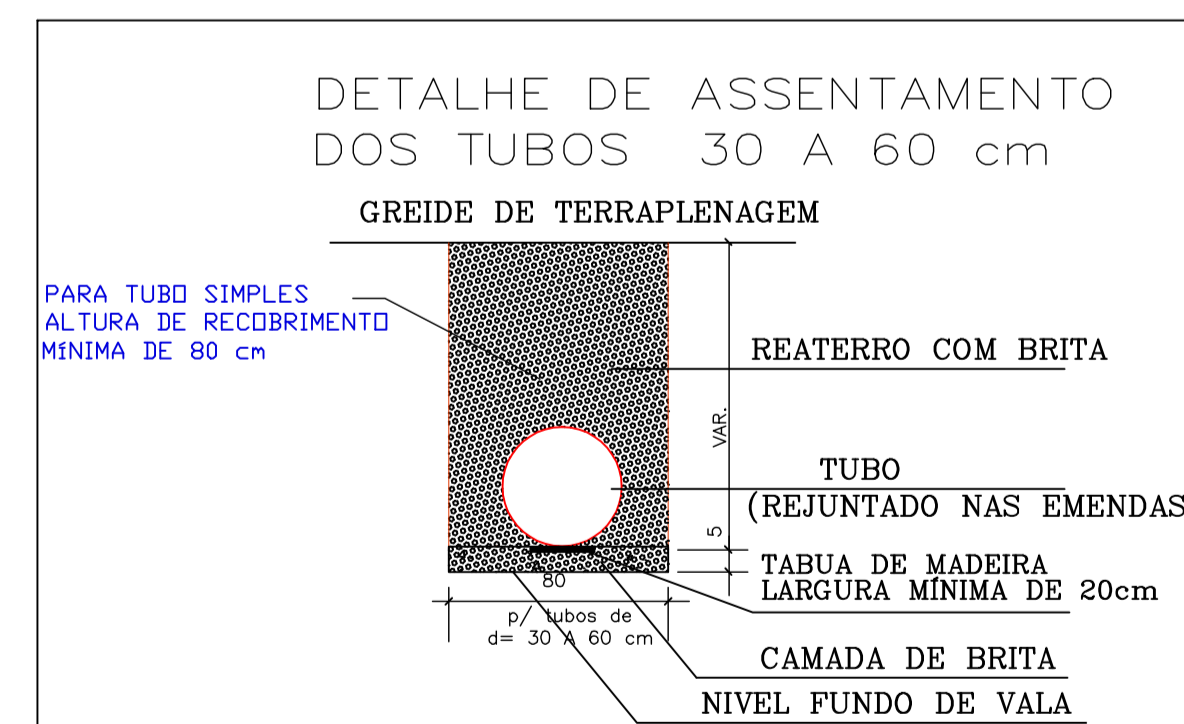 DETALHE DE ASSENTAMENTO
DOS TUBOS 30 A 60 cm
GREIDE DE TERRAPLENAGEM
PARA TUBO SIMPLES
ALTURA DE RECOBRIMENTO
MÍNIMA DE 80 cm
REATERRO COM BRITA
VAR.
TUBO
(REJUNTADO NAS EMENDAS
5
TABUA DE MADEIRA
LARGURA MÍNIMA DE 20cm
80
p/ tubos de
d= 30 A 60 cm
CAMADA DE BRITA
NIVEL FUNDO DE VALA